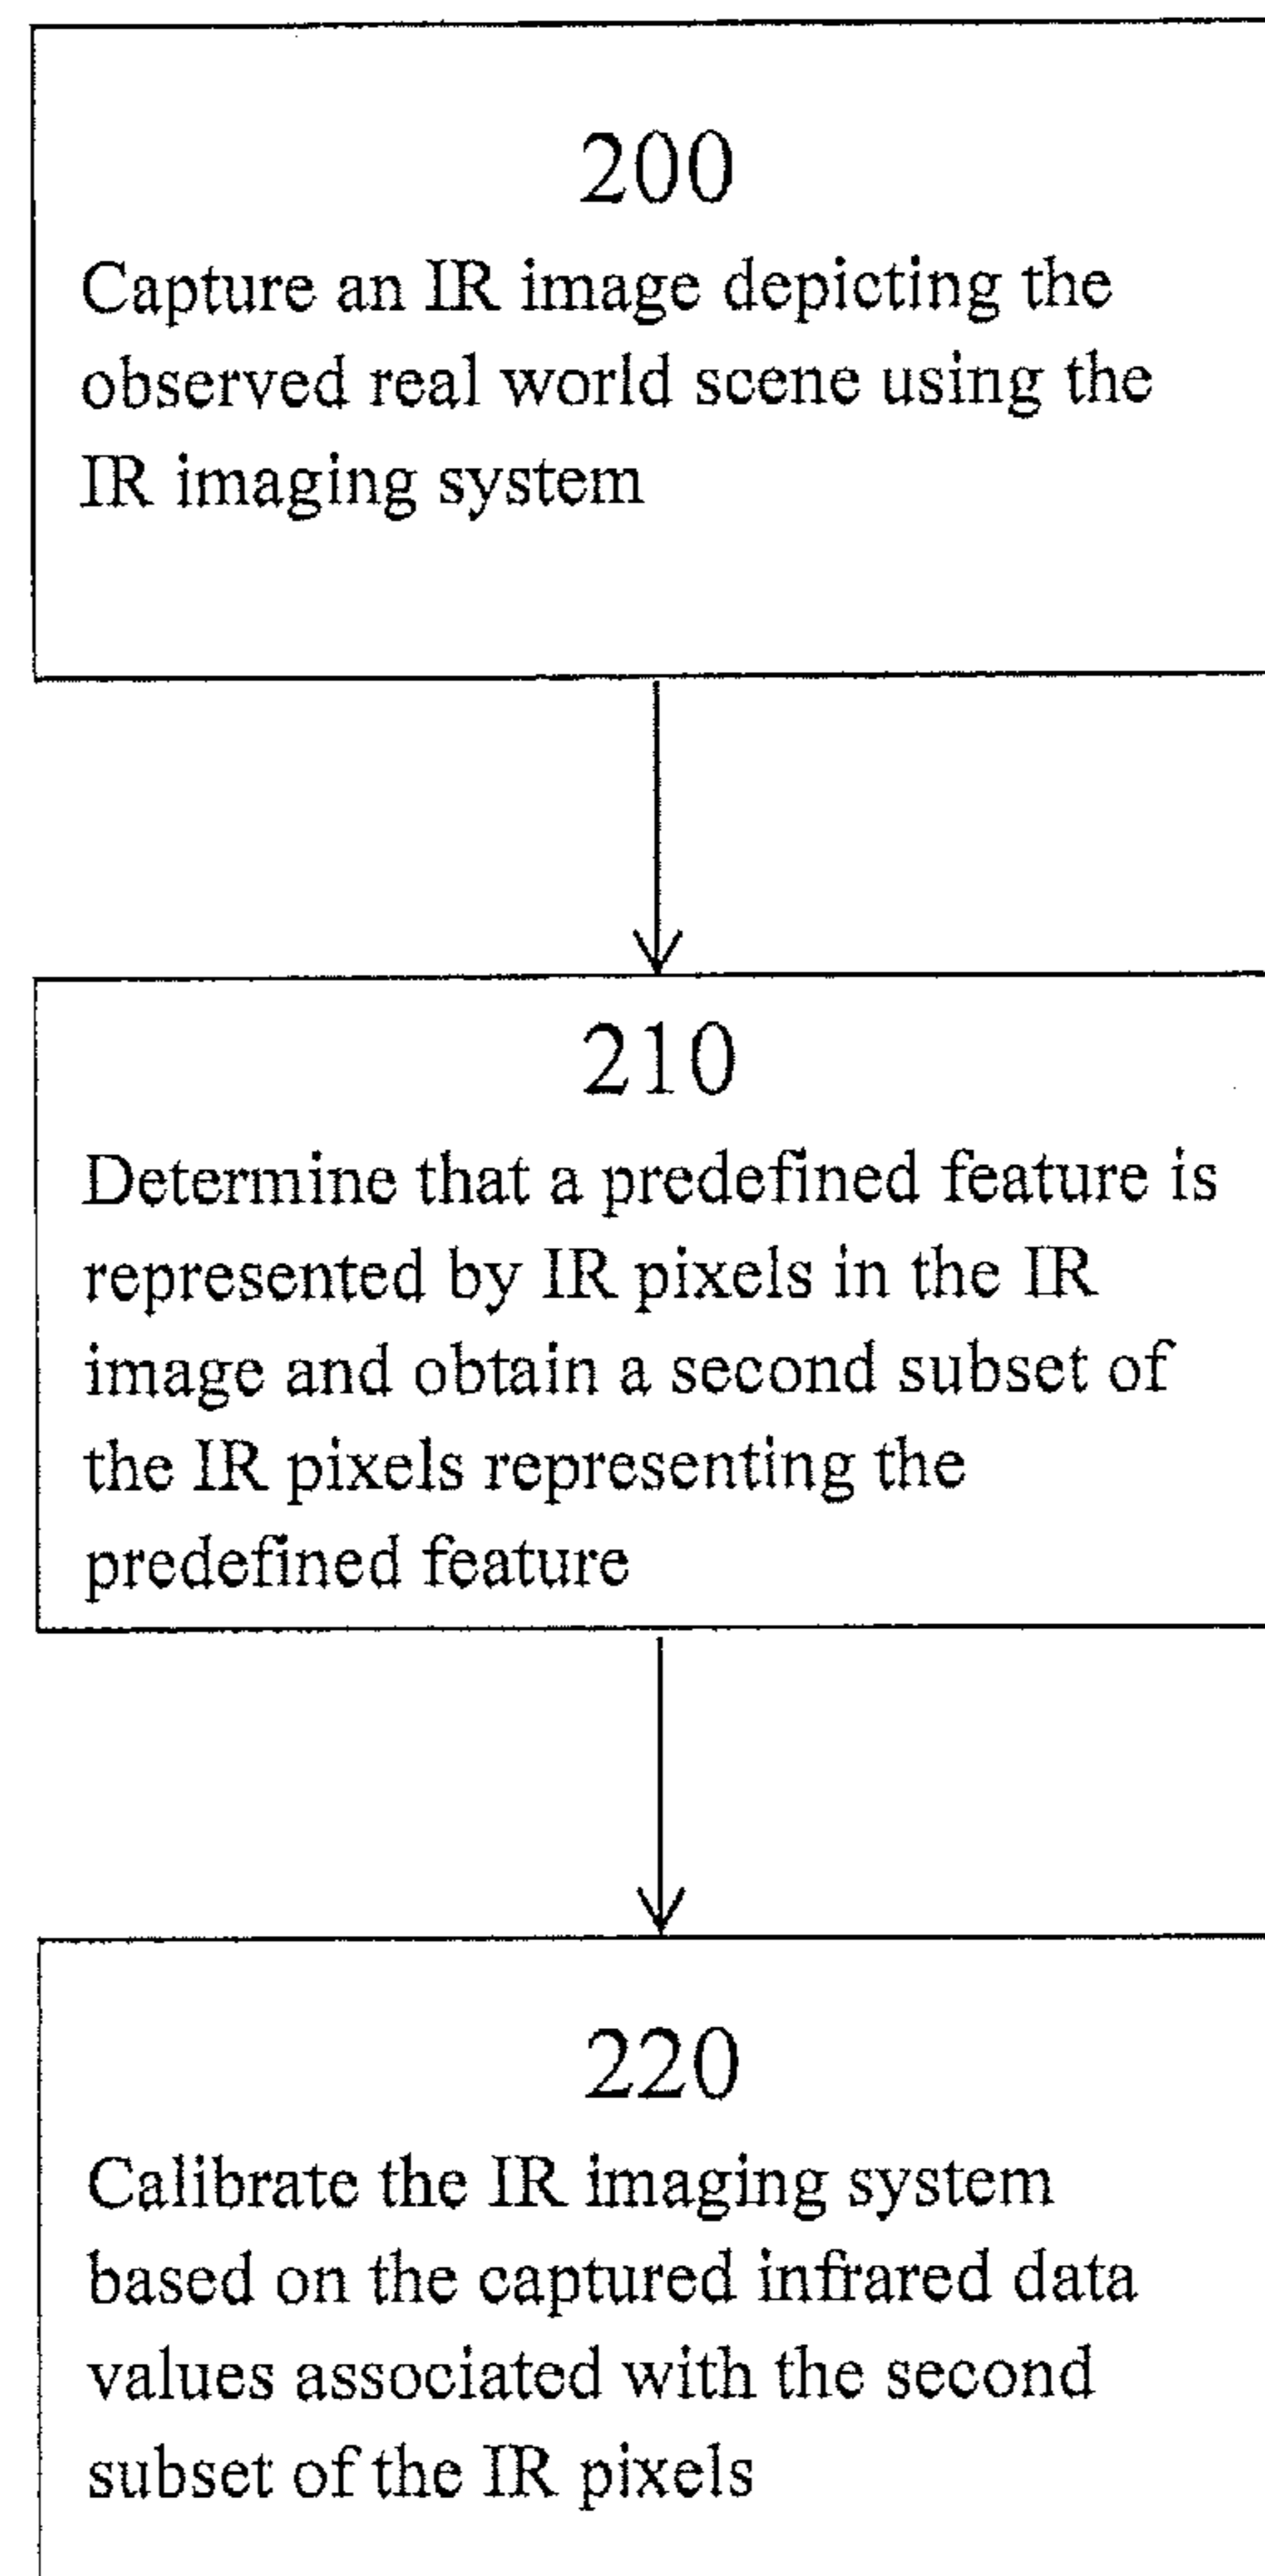 200
Capture an IR image depicting the
observed real world scene using the
IR imaging system
210
Determine that a predefined feature is
represented by IR pixels in the IR
image and obtain a second subset of
the IR pixels representing the
predefined feature
220
Calibrate the IR imaging system
based on the captured infrared data
values associated with the second
subset of the IR pixels